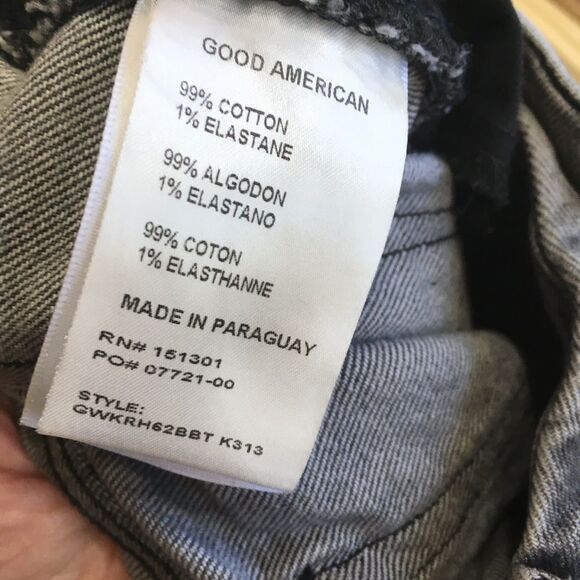 GOOD AMERICAN
99% COTTON
1% ELASTANE
99% ALGODON
1% ELASTANO
99% COTON
1% ELASTHANNE
MADE IN PARAGUAY
RN# 151301
PO# 07721-00
STYLE:
GWKRH62BBT K313